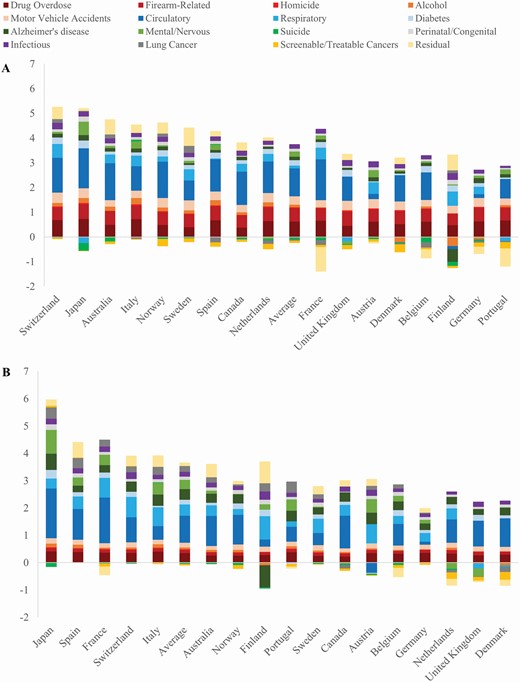 Drug Overdose Firearm-Related Homicide Alcohol
Motor Vehicle Accidents Circulatory Respiratory Diabetes
Alzheimer's disease Mental/Nervous Suicide Perinatal/Congenital
Infectious Lung Cancer Screenable/Treatable Cancers Residual
A
7
6
5
4
3
2
1
0
-1
-2
Switzerland
Japan
Australia
Italy
Norway
Sweden
Spain
Canada
Netherlands
Average
France
United Kingdom
Austria
Denmark
Belgium
Finland
Germany
Portugal
B
7
6
5
4
3
2
1
0
-1
-2
Japan
Spain
France
Switzerland
Italy
Average
Australia
Norway
Finland
Portugal
Sweden
Canada
Austria
Belgium
Germany
Netherlands
United Kingdom
Denmark